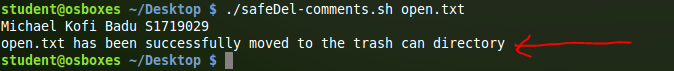 student@osboxes ~/Desktop $ ./safeDel-comments.sh open.txt
Michael Kofi Badu S1719029
open.txt has been successfully moved to the trash can directory
student@osboxes ~/Desktop $